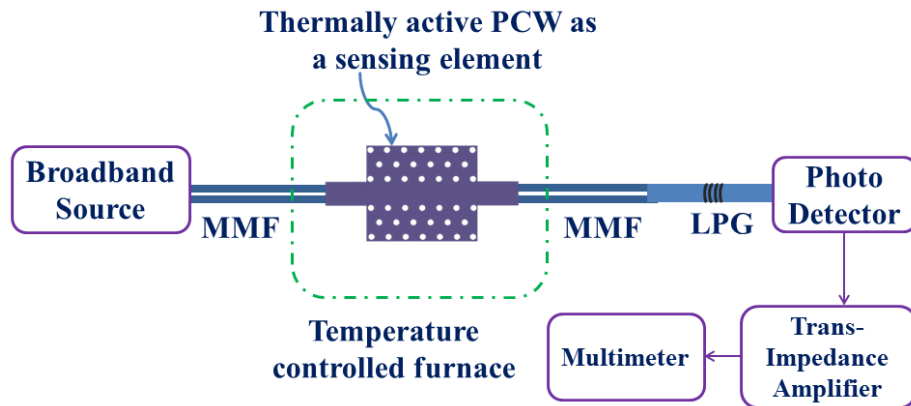 Thermally active PCW as
a sensing element
Broadband
Source
MMF
MMF
LPG
Photo
Detector
Temperature
controlled furnace
Multimeter
Trans-
Impedance
Amplifier